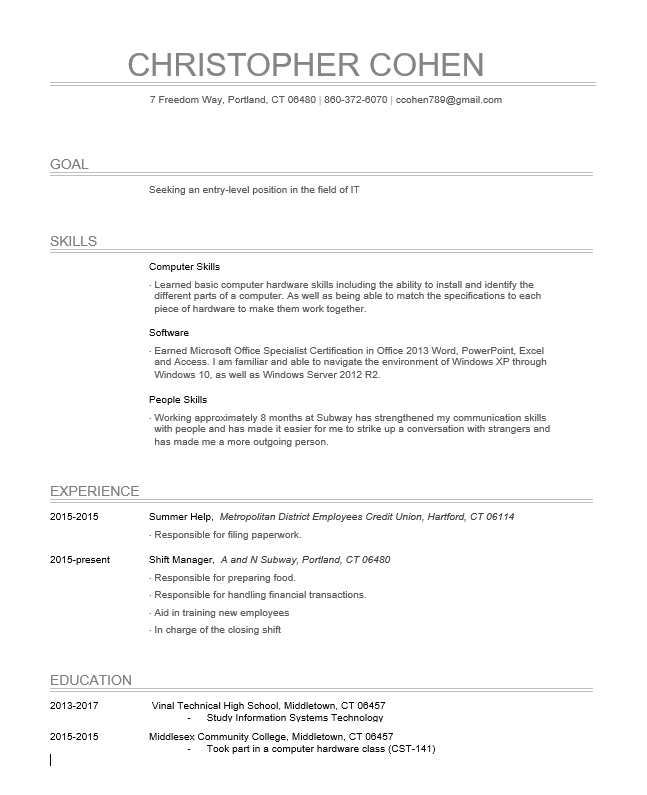 CHRISTOPHER COHEN
7 Freedom Way, Portland, CT 06480 | 860-372-6070 | ccohen789@gmail.com
GOAL
Seeking an entry-level position in the field of IT
SKILLS
Computer Skills
· Learned basic computer hardware skills including the ability to install and identify the
different parts of a computer. As well as being able to match the specifications to each
piece of hardware to make them work together.
Software
· Earned Microsoft Office Specialist Certification in Office 2013 Word, PowerPoint, Excel
and Access. I am familiar and able to navigate the environment of Windows XP through
Windows 10, as well as Windows Server 2012 R2.
People Skills
· Working approximately 8 months at Subway has strengthened my communication skills
with people and has made it easier for me to strike up a conversation with strangers and
has made me a more outgoing person.
EXPERIENCE
2015-2015 Summer Help, Metropolitan District Employees Credit Union, Hartford, CT 06114
· Responsible for filing paperwork.
2015-present Shift Manager, A and N Subway, Portland, CT 06480
· Responsible for preparing food.
· Responsible for handling financial transactions.
· Aid in training new employees
· In charge of the closing shift
EDUCATION
2013-2017 Vinal Technical High School, Middletown, CT 06457
- Study Information Systems Technology
2015-2015 Middlesex Community College, Middletown, CT 06457
- Took part in a computer hardware class (CST-141)